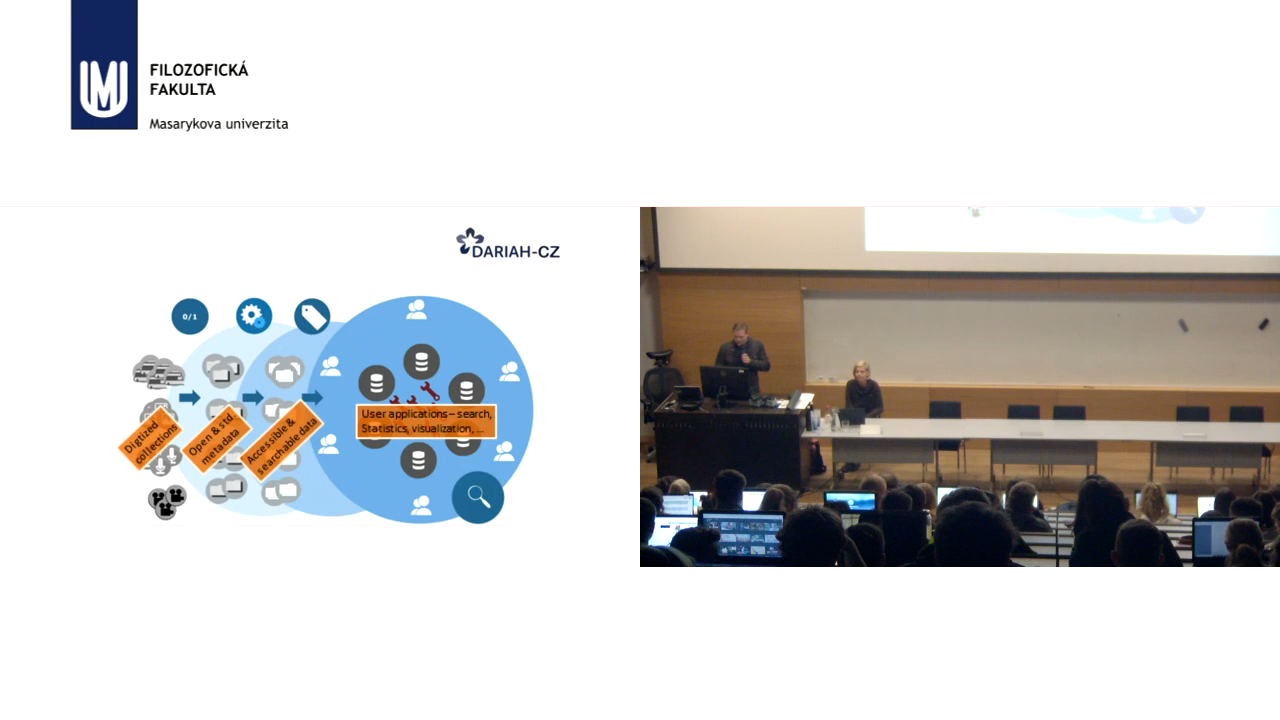 FILOZOFICKÁ
FAKULTA
Masarykova univerzita
DARIAH-CZ
0/1
Digtized
collections
Open & std
metadata
Accessible &
searchable data
User applications – search,
Statistics, visualization, ...